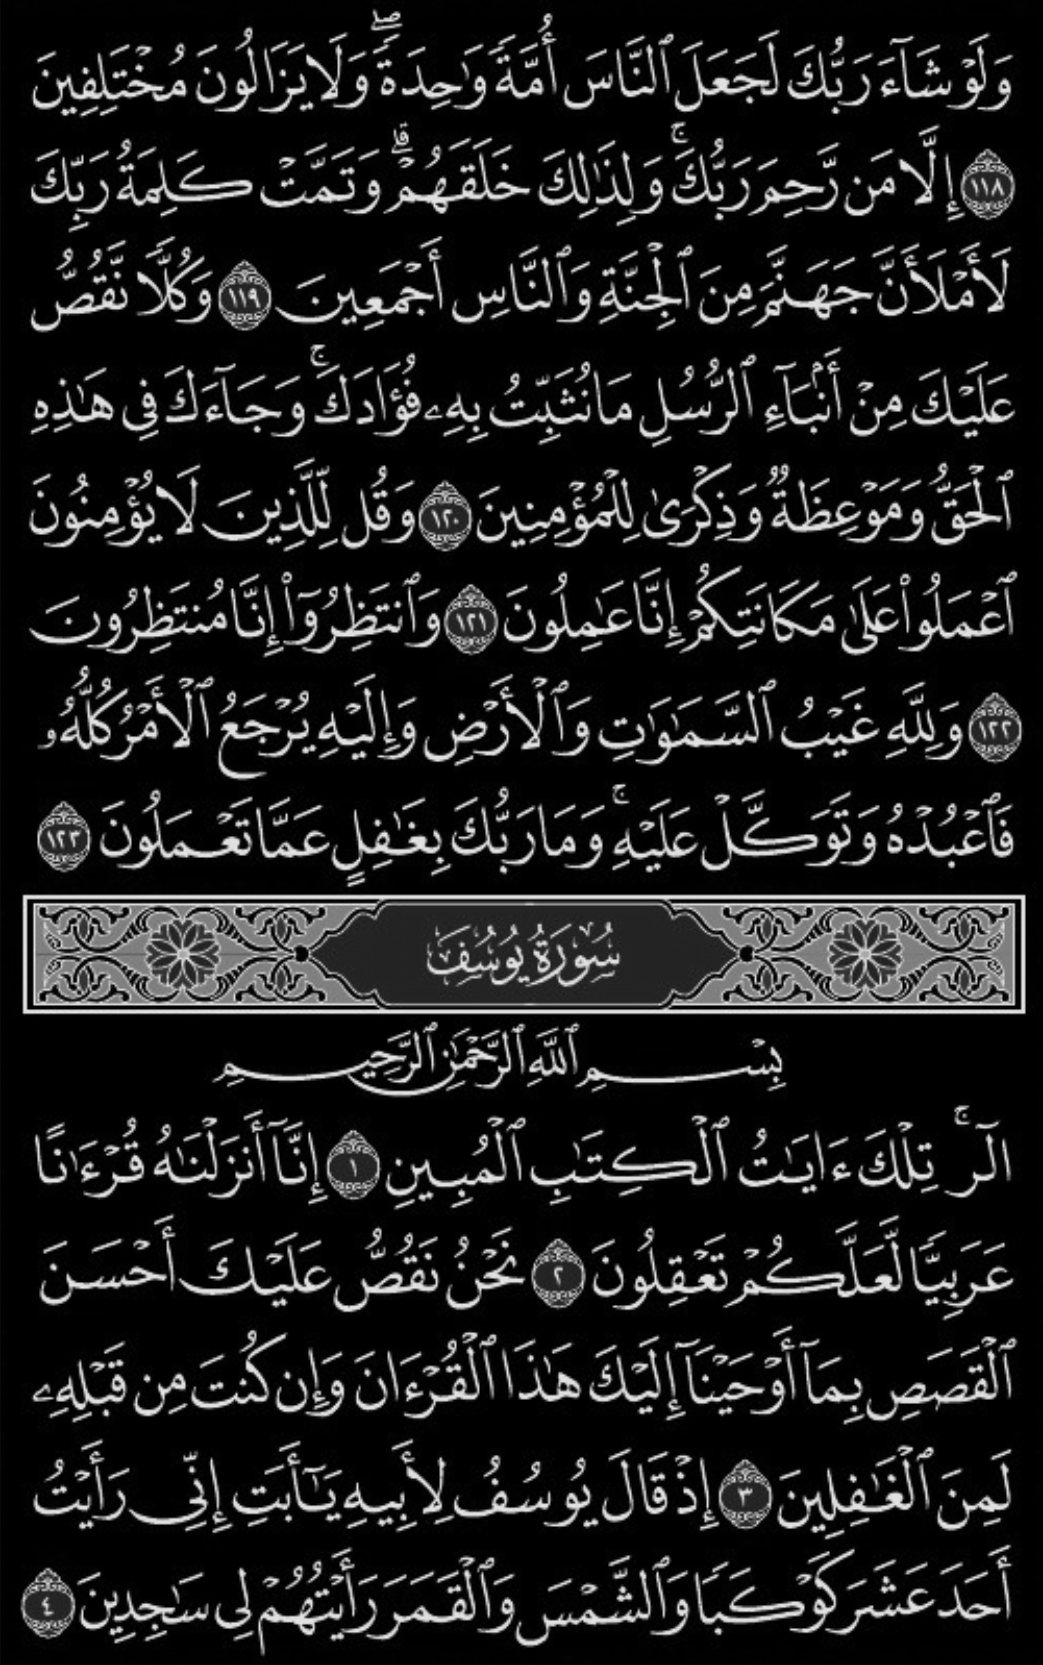 وَلَوْ شَآءَ رَبُّكَ لَجَعَلَ ٱلنَّاسَ أُمَّةً وَٰحِدَةً ۖ وَلَا يَزَالُونَ مُخْتَلِفِينَ
١١٨ إِلَّا مَن رَّحِمَ رَبُّكَ ۚ وَلِذَٰلِكَ خَلَقَهُمْ ۗ وَتَمَّتْ كَلِمَةُ رَبِّكَ
لَأَمْلَأَنَّ جَهَنَّمَ مِنَ ٱلْجِنَّةِ وَٱلنَّاسِ أَجْمَعِينَ ١١٩ وَكُلًّا نَّقُصُّ
عَلَيْكَ مِنْ أَنۢبَآءِ ٱلرُّسُلِ مَا نُثَبِّتُ بِهِۦ فُؤَادَكَ ۚ وَجَآءَكَ فِى هَٰذِهِ
ٱلْحَقُّ وَمَوْعِظَةٌ وَذِكْرَىٰ لِلْمُؤْمِنِينَ ١٢٠ وَقُل لِّلَّذِينَ لَا يُؤْمِنُونَ
ٱعْمَلُوا۟ عَلَىٰ مَكَانَتِكُمْ إِنَّا عَٰمِلُونَ ١٢١ وَٱنتَظِرُوٓا۟ إِنَّا مُنتَظِرُونَ
١٢٢ وَلِلَّهِ غَيْبُ ٱلسَّمَٰوَٰتِ وَٱلْأَرْضِ وَإِلَيْهِ يُرْجَعُ ٱلْأَمْرُ كُلُّهُۥ
فَٱعْبُدْهُ وَتَوَكَّلْ عَلَيْهِ ۚ وَمَا رَبُّكَ بِغَٰفِلٍ عَمَّا تَعْمَلُونَ ١٢٣
سُورَةُ يُوسُفَ
بِسْمِ ٱللَّهِ ٱلرَّحْمَٰنِ ٱلرَّحِيمِ
الٓر ۚ تِلْكَ ءَايَٰتُ ٱلْكِتَٰبِ ٱلْمُبِينِ ١ إِنَّآ أَنزَلْنَٰهُ قُرْءَٰنًا
عَرَبِيًّا لَّعَلَّكُمْ تَعْقِلُونَ ٢ نَحْنُ نَقُصُّ عَلَيْكَ أَحْسَنَ
ٱلْقَصَصِ بِمَآ أَوْحَيْنَآ إِلَيْكَ هَٰذَا ٱلْقُرْءَانَ وَإِن كُنتَ مِن قَبْلِهِۦ
لَمِنَ ٱلْغَٰفِلِينَ ٣ إِذْ قَالَ يُوسُفُ لِأَبِيهِ يَٰٓأَبَتِ إِنِّى رَأَيْتُ
أَحَدَ عَشَرَ كَوْكَبًا وَٱلشَّمْسَ وَٱلْقَمَرَ رَأَيْتُهُمْ لِى سَٰجِدِينَ ٤